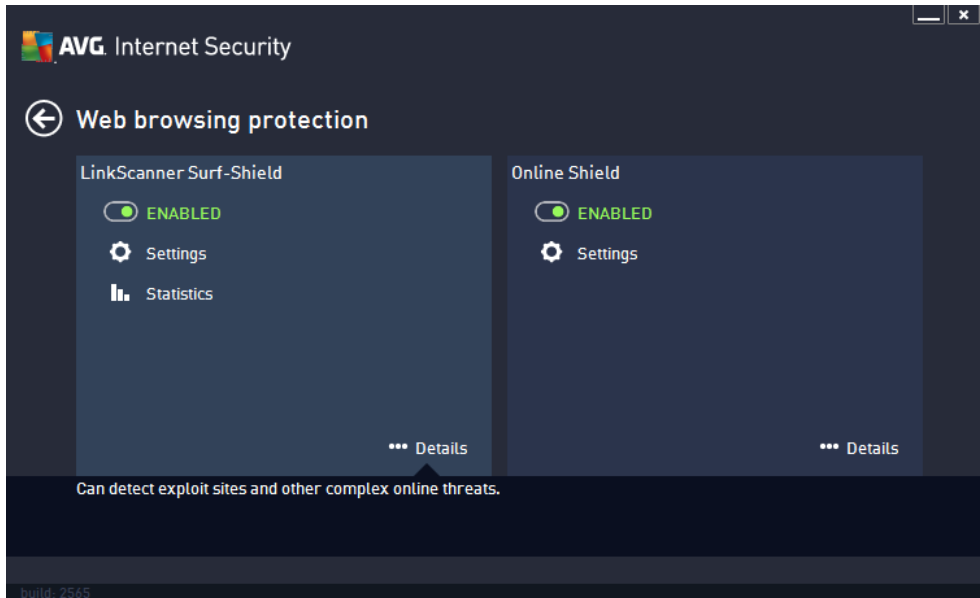 AVG. Internet Security
Web browsing protection
LinkScanner Surf-Shield
ENABLED
Settings
Statistics
••• Details
Online Shield
ENABLED
Settings
••• Details
Can detect exploit sites and other complex online threats.
build: 2565